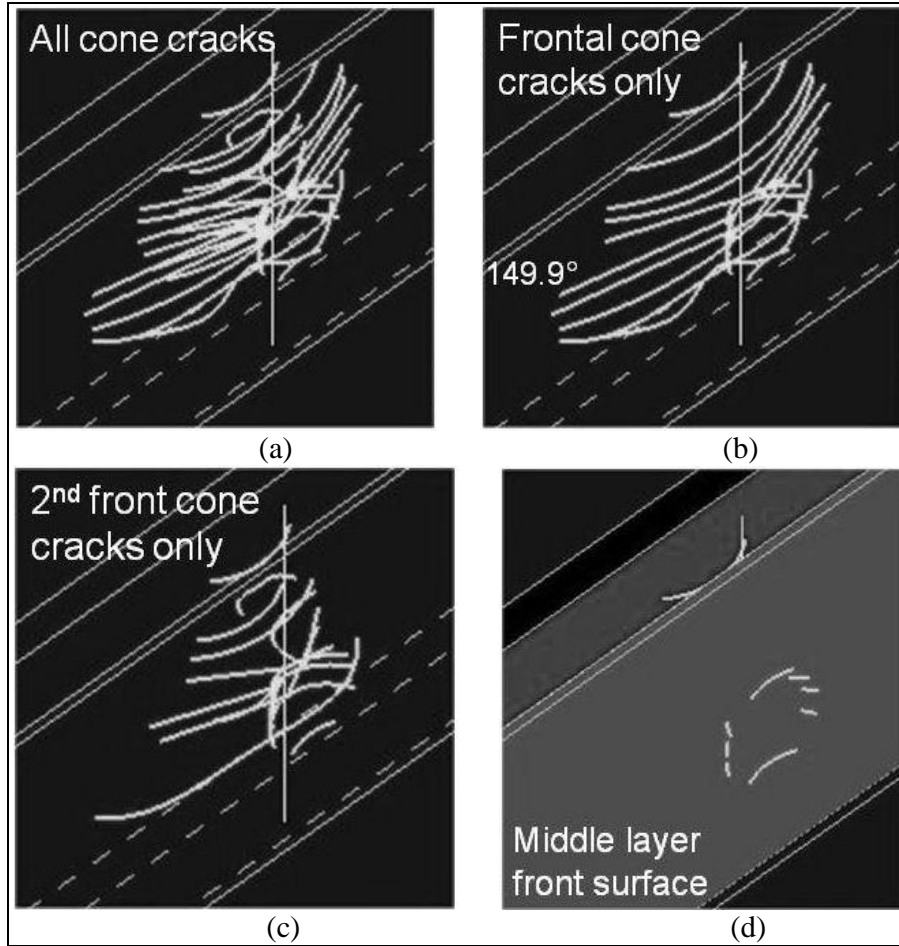 All cone cracks
Frontal cone
cracks only
149.9°
(a)
(b)
2nd front cone
cracks only
Middle layer
front surface
(c)
(d)